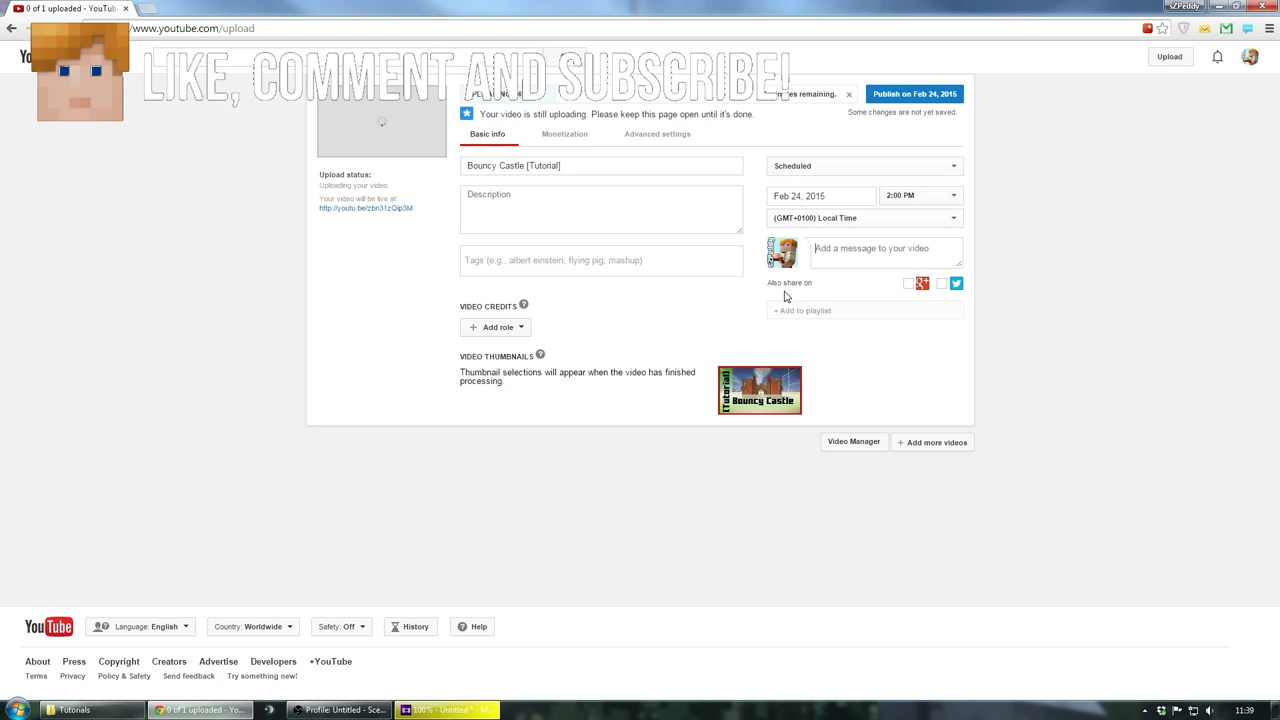 0 of 1 uploaded - YouTub
sZPeddy
/www.youtube.com/upload
LIKE, COMMENT AND SUBSCRIBE!
Upload
remaining.
Publish on Feb 24, 2015
Your video is still uploading. Please keep this page open until it's done.
Some changes are not yet saved.
Basic info
Monetization
Advanced settings
Upload status:
Uploading your video.
Your video will be live at:
http://youtu.be/zbn31zQip3M
Bouncy Castle [Tutorial]
Description
Tags (e.g., albert einstein, flying pig, mashup)
Scheduled
Feb 24, 2015
2:00 PM
(GMT+0100) Local Time
Add a message to your video
Also share on
+ Add to playlist
VIDEO CREDITS ?
+ Add role
VIDEO THUMBNAILS ?
Thumbnail selections will appear when the video has finished
processing.
[Tutorial]
Bouncy Castle
Video Manager
+ Add more videos
YouTube
Language: English
Country: Worldwide
Safety: Off
History
Help
About Press Copyright Creators Advertise Developers +YouTube
Terms Privacy Policy & Safety Send feedback Try something new!
Tutorials
0 of 1 uploaded - Yo...
Profile: Untitled - Sce...
100% - Untitled * - M...
11:39